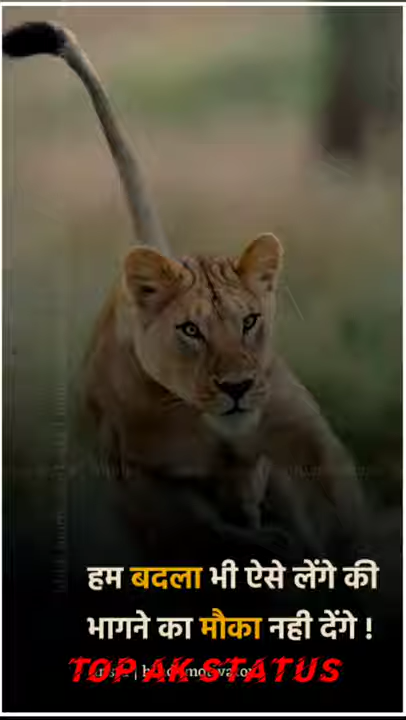 हम बदला भी ऐसे लेंगे की
भागने का मौका नही देंगे !
TOP AK STATUS